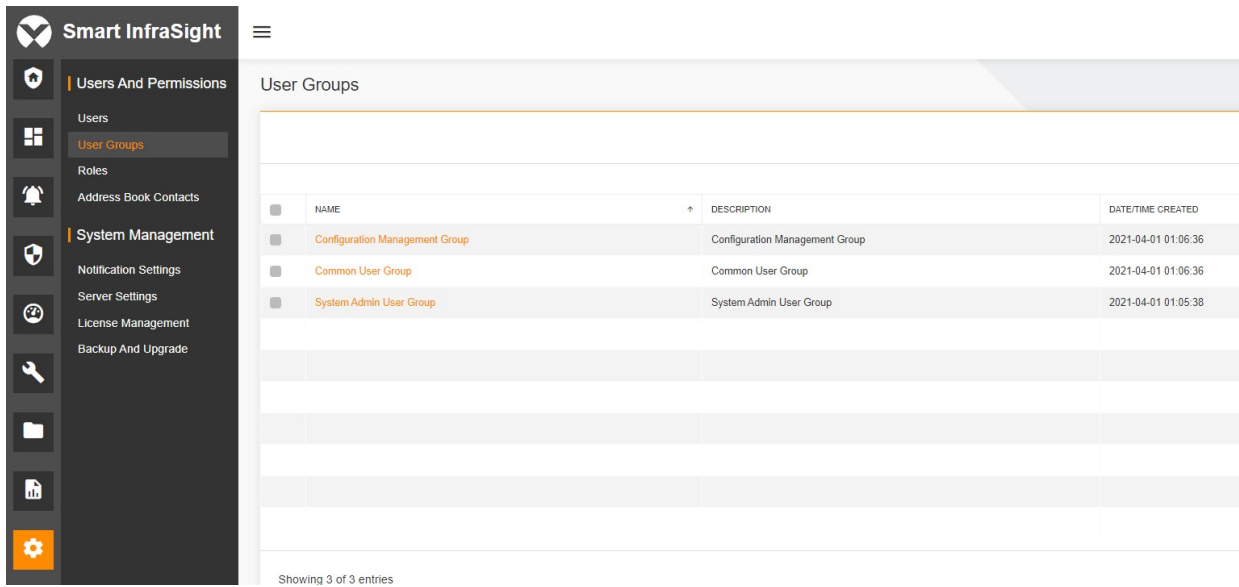 Smart InfraSight
Users And Permissions
Users
User Groups
Roles
Address Book Contacts
System Management
Notification Settings
Server Settings
License Management
Backup And Upgrade
User Groups
NAME DESCRIPTION DATE/TIME CREATED
Configuration Management Group Configuration Management Group 2021-04-01 01:06:36
Common User Group Common User Group 2021-04-01 01:06:36
System Admin User Group System Admin User Group 2021-04-01 01:05:38
Showing 3 of 3 entries